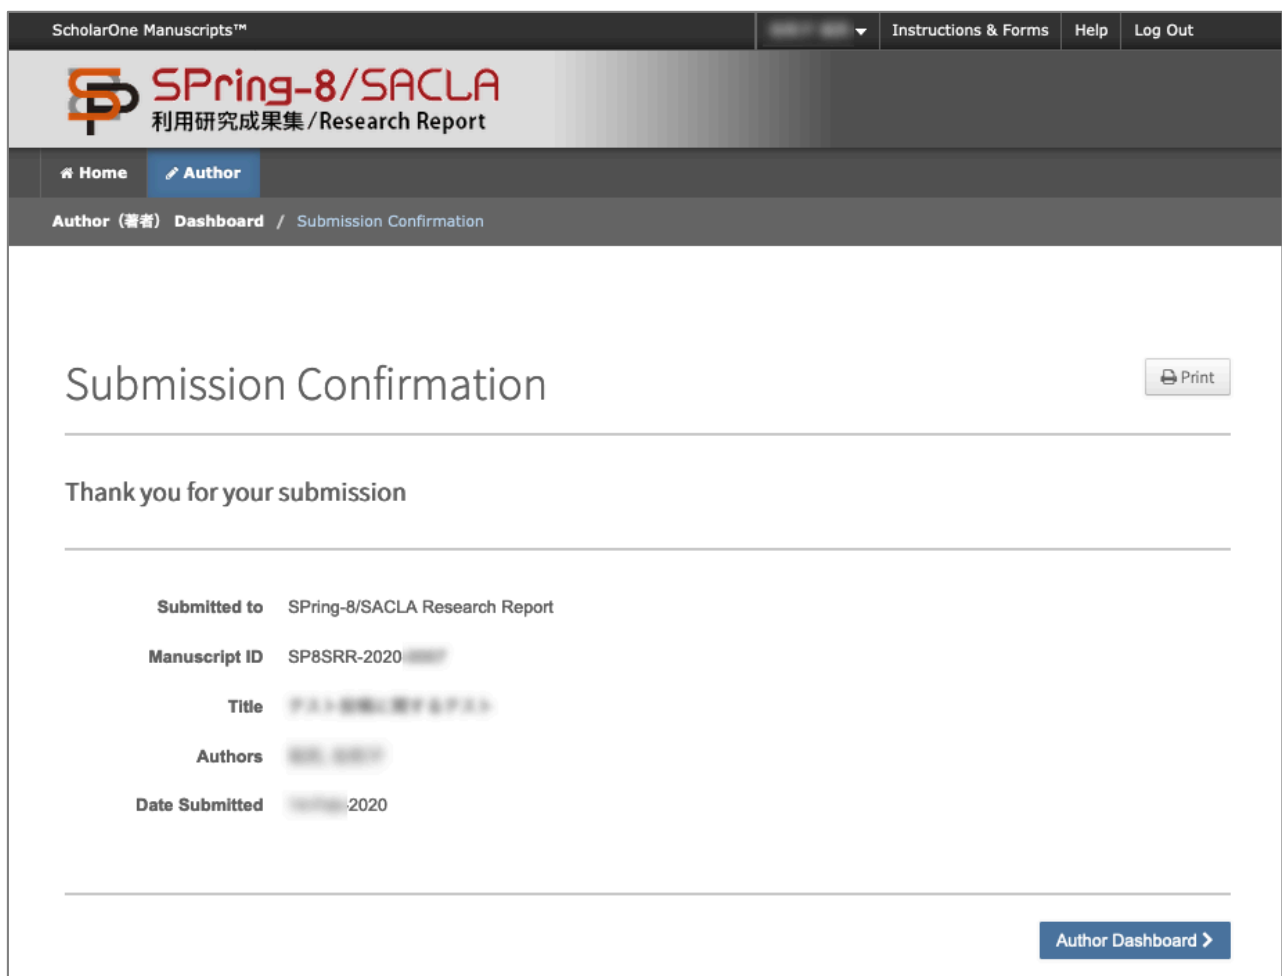 ScholarOne Manuscripts™
Instructions & Forms
Help
Log Out
SPring-8/SACLA
利用研究成果集/Research Report
Home
Author
Author（著者） Dashboard / Submission Confirmation
Submission Confirmation
Print
Thank you for your submission
Submitted to SPring-8/SACLA Research Report
Manuscript ID SP8SRR-2020
Title
Authors
Date Submitted -2020
Author Dashboard